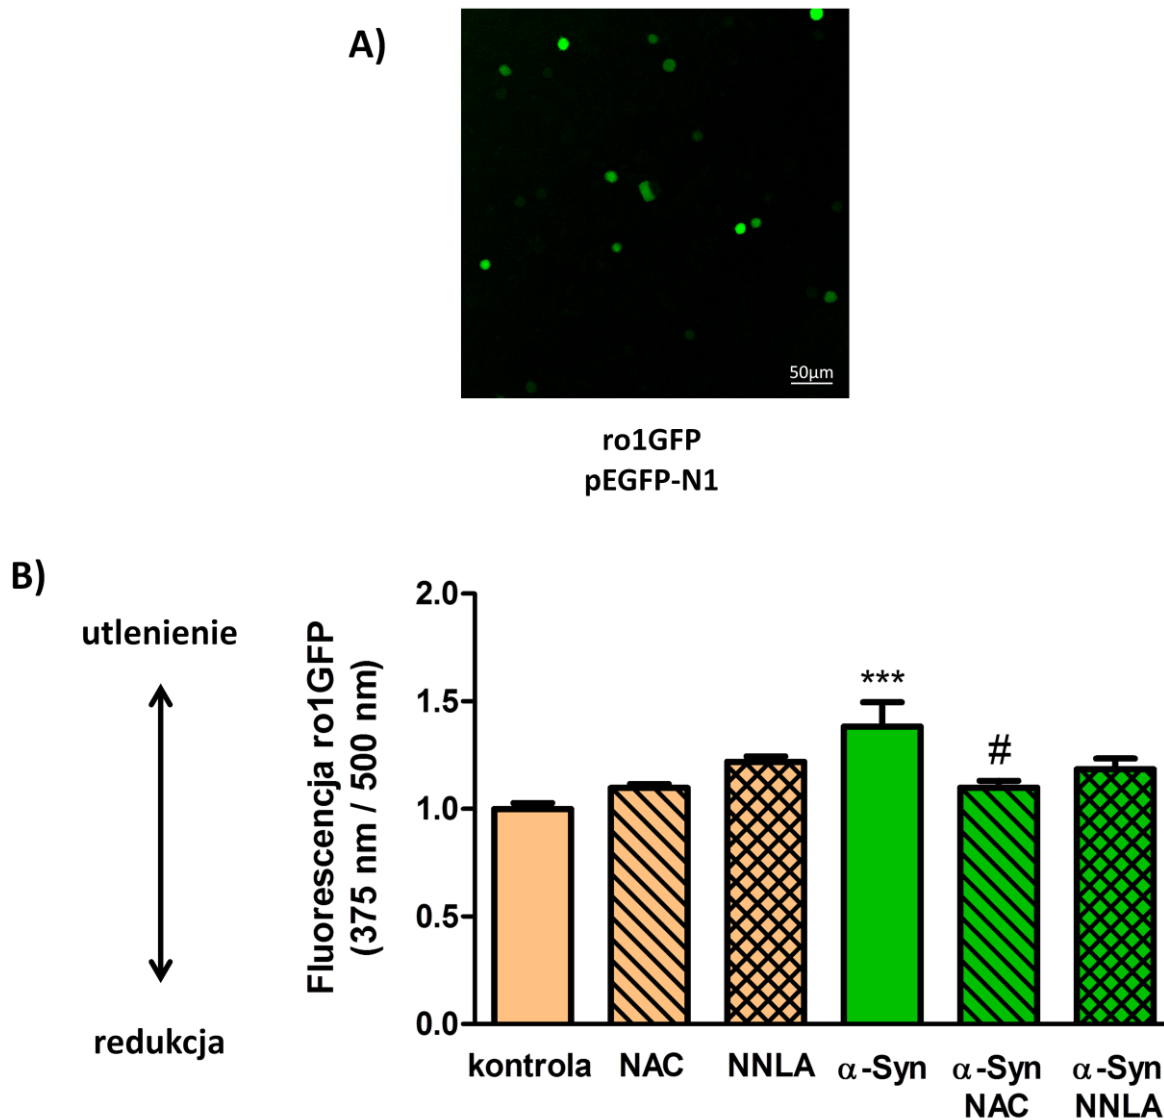 A)
50µm
ro1GFP
pEGFP-N1
B)
utlenienie
redukcja
Fluorescencja ro1GFP
(375 nm / 500 nm)
2.0
1.5
1.0
0.5
0.0
***
#
kontrola
NAC
NNLA
α-Syn
α-Syn
NAC
α-Syn
NNLA